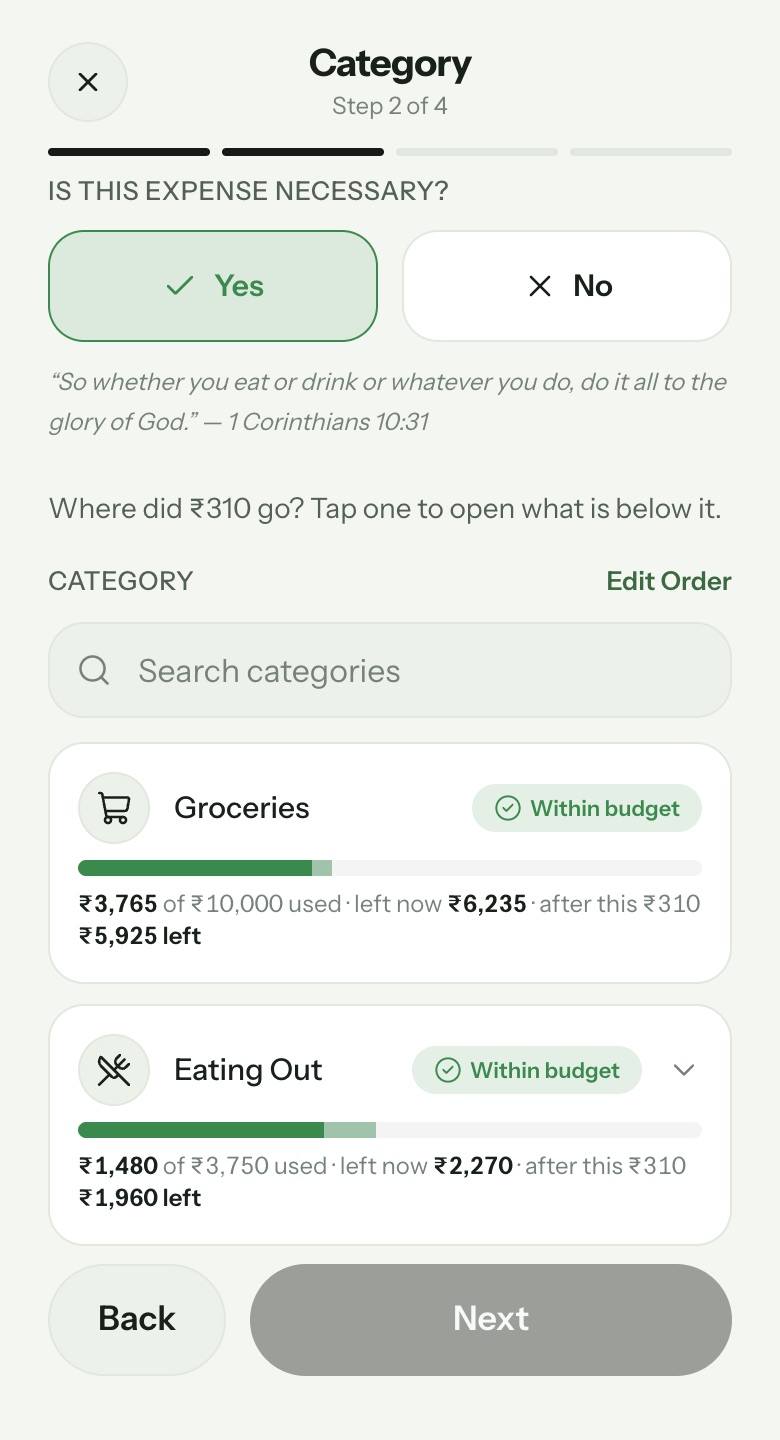 Category
Step 2 of 4
IS THIS EXPENSE NECESSARY?
Yes
No
“So whether you eat or drink or whatever you do, do it all to the
glory of God.” — 1 Corinthians 10:31
Where did ₹310 go? Tap one to open what is below it.
CATEGORY
Edit Order
Search categories
Groceries
Within budget
₹3,765 of ₹10,000 used · left now ₹6,235 · after this ₹310
₹5,925 left
Eating Out
Within budget
₹1,480 of ₹3,750 used · left now ₹2,270 · after this ₹310
₹1,960 left
Back
Next